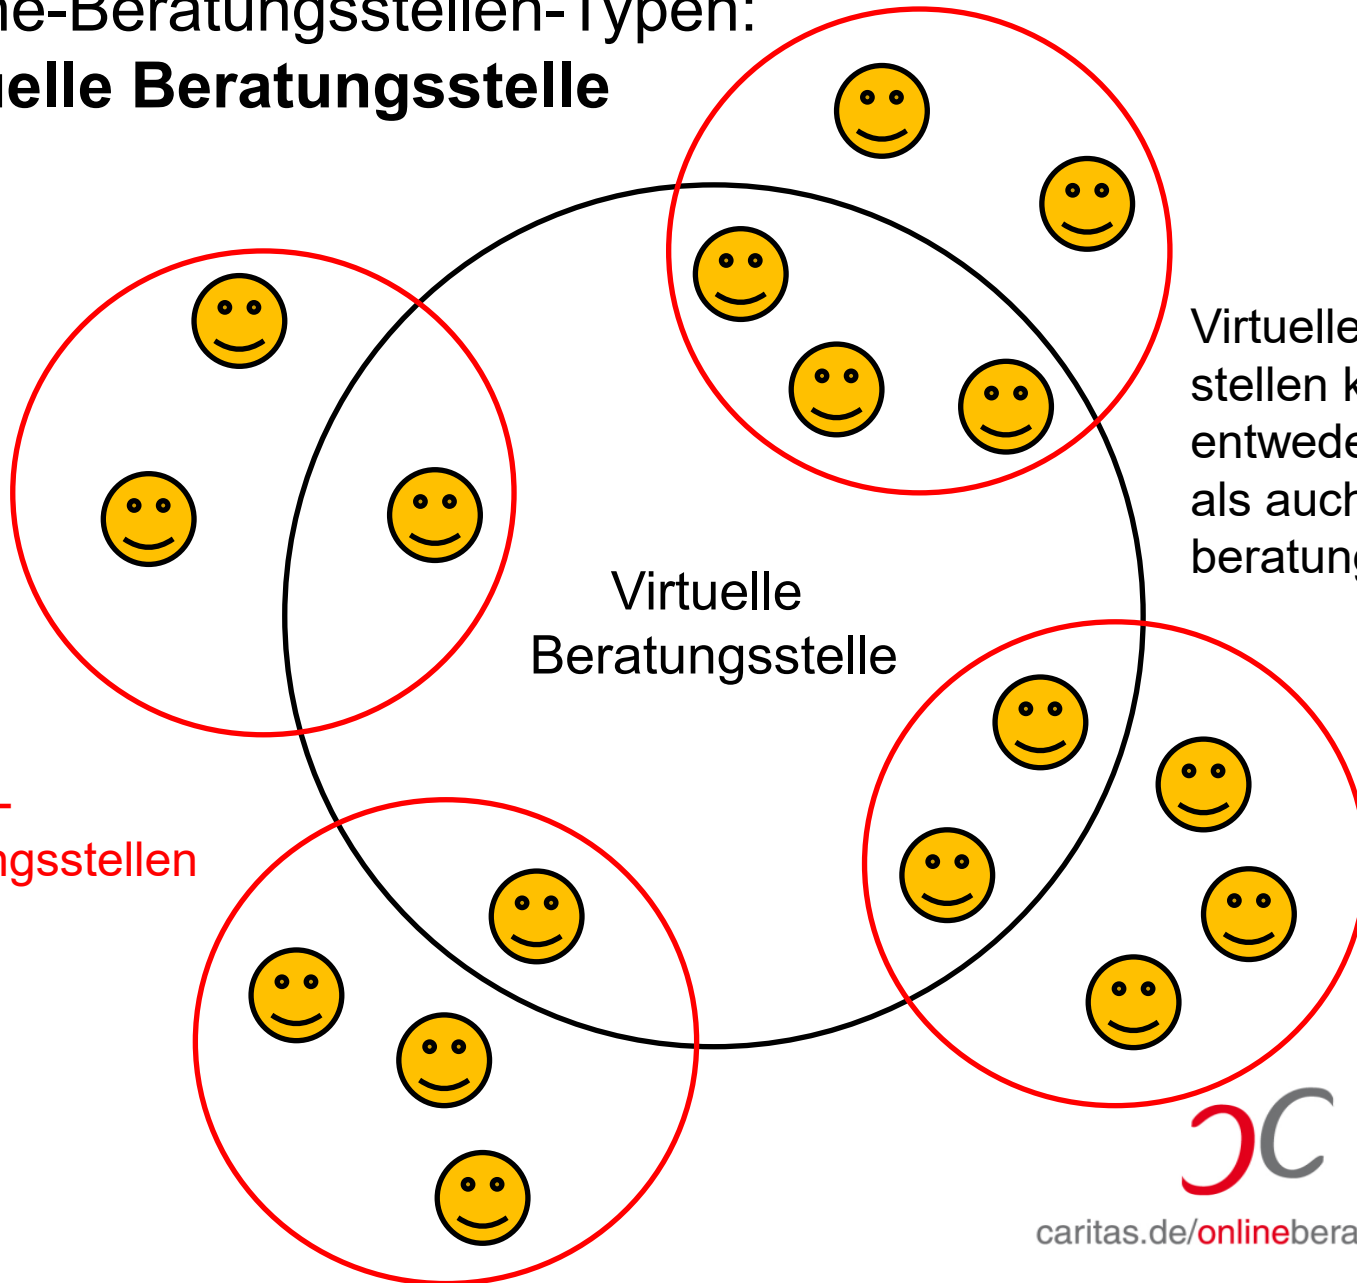 ne-Beratungsstellen-Typen:
uelle Beratungsstelle
Virtuelle
stellen k
entwede
als auch
beratung
Virtuelle
Beratungsstelle
-
ngsstellen
caritas.de/onlinebera